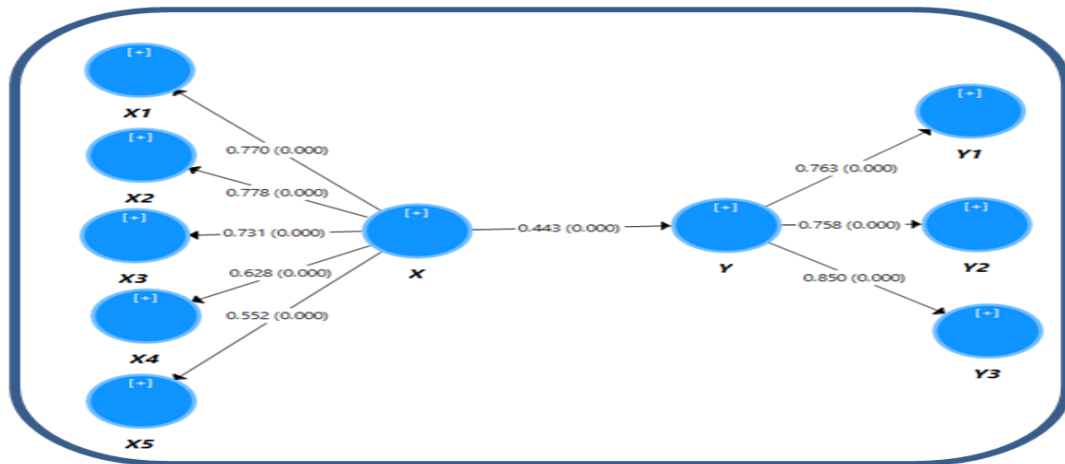 [+]
X1
[+]
X2
[+]
X3
[+]
X4
[+]
X5
0.770 (0.000)
0.778 (0.000)
0.731 (0.000)
0.628 (0.000)
0.552 (0.000)
[+]
X
0.443 (0.000)
[+]
Y
0.763 (0.000)
0.758 (0.000)
0.850 (0.000)
[+]
Y1
[+]
Y2
[+]
Y3